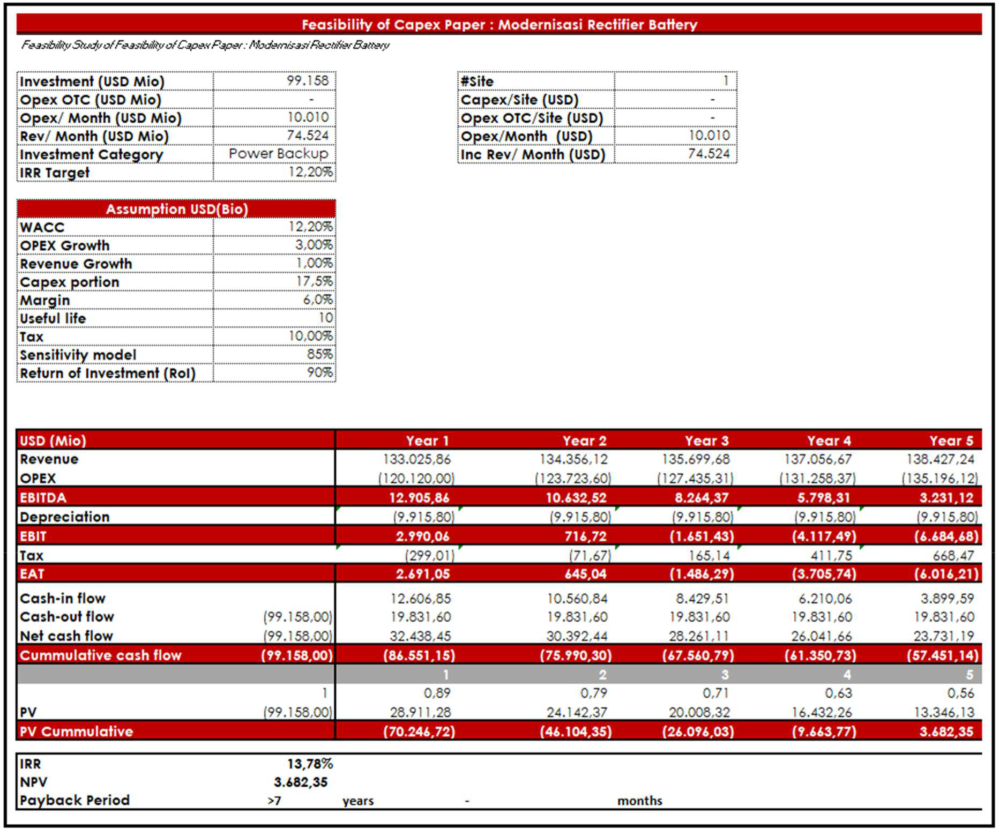 Feasibility of Capex Paper : Modernisasi Rectifier Battery
Feasibility Study of Feasibility of Capex Paper : Modernisasi Rectifier Battery
Investment (USD Mio) 99.158
Opex OTC (USD Mio) -
Opex/ Month (USD Mio) 10.010
Rev/ Month (USD Mio) 74.524
Investment Category Power Backup
IRR Target 12,20%
#Site 1
Capex/Site (USD) -
Opex OTC/Site (USD) -
Opex/Month (USD) 10.010
Inc Rev/ Month (USD) 74.524
Assumption USD(Bio)
WACC 12,20%
OPEX Growth 3,00%
Revenue Growth 1,00%
Capex portion 17,5%
Margin 6,0%
Useful life 10
Tax 10,00%
Sensitivity model 85%
Return of Investment (RoI) 90%
USD (Mio) Year 1 Year 2 Year 3 Year 4 Year 5
Revenue 133.025,86 134.356,12 135.699,68 137.056,67 138.427,24
OPEX (120.120,00) (123.723,60) (127.435,31) (131.258,37) (135.196,12)
EBITDA 12.905,86 10.632,52 8.264,37 5.798,31 3.231,12
Depreciation (9.915,80) (9.915,80) (9.915,80) (9.915,80) (9.915,80)
EBIT 2.990,06 716,72 (1.651,43) (4.117,49) (6.684,68)
Tax (299,01) (71,67) 165,14 411,75 668,47
EAT 2.691,05 645,04 (1.486,29) (3.705,74) (6.016,21)
Cash-in flow 12.606,85 10.560,84 8.429,51 6.210,06 3.899,59
Cash-out flow (99.158,00) 19.831,60 19.831,60 19.831,60 19.831,60 19.831,60
Net cash flow (99.158,00) 32.438,45 30.392,44 28.261,11 26.041,66 23.731,19
Cummulative cash flow (99.158,00) (86.551,15) (75.990,30) (67.560,79) (61.350,73) (57.451,14)
1 2 3 4 5
1 0,89 0,79 0,71 0,63 0,56
PV (99.158,00) 28.911,28 24.142,37 20.008,32 16.432,26 13.346,13
PV Cummulative (70.246,72) (46.104,35) (26.096,03) (9.663,77) 3.682,35
IRR 13,78%
NPV 3.682,35
Payback Period >7 years - months